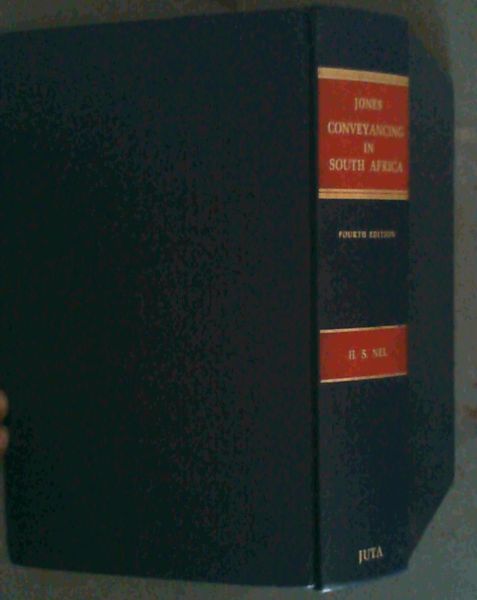 JONES
CONVEYANCING
IN
SOUTH AFRICA
FOURTH EDITION
H. S. NEL
JUTA